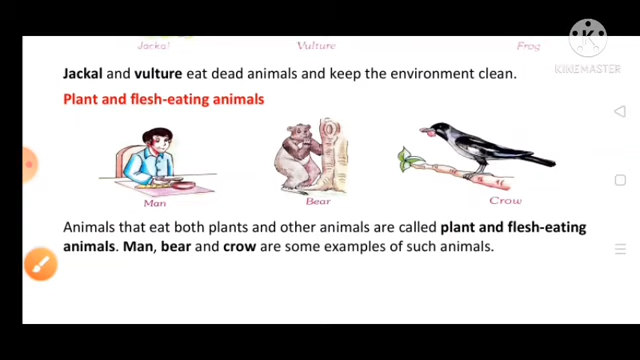 Jackal Vulture Frog
KINEMASTER
Jackal and vulture eat dead animals and keep the environment clean.
Plant and flesh-eating animals
Man Bear Crow
Animals that eat both plants and other animals are called plant and flesh-eating
animals. Man, bear and crow are some examples of such animals.